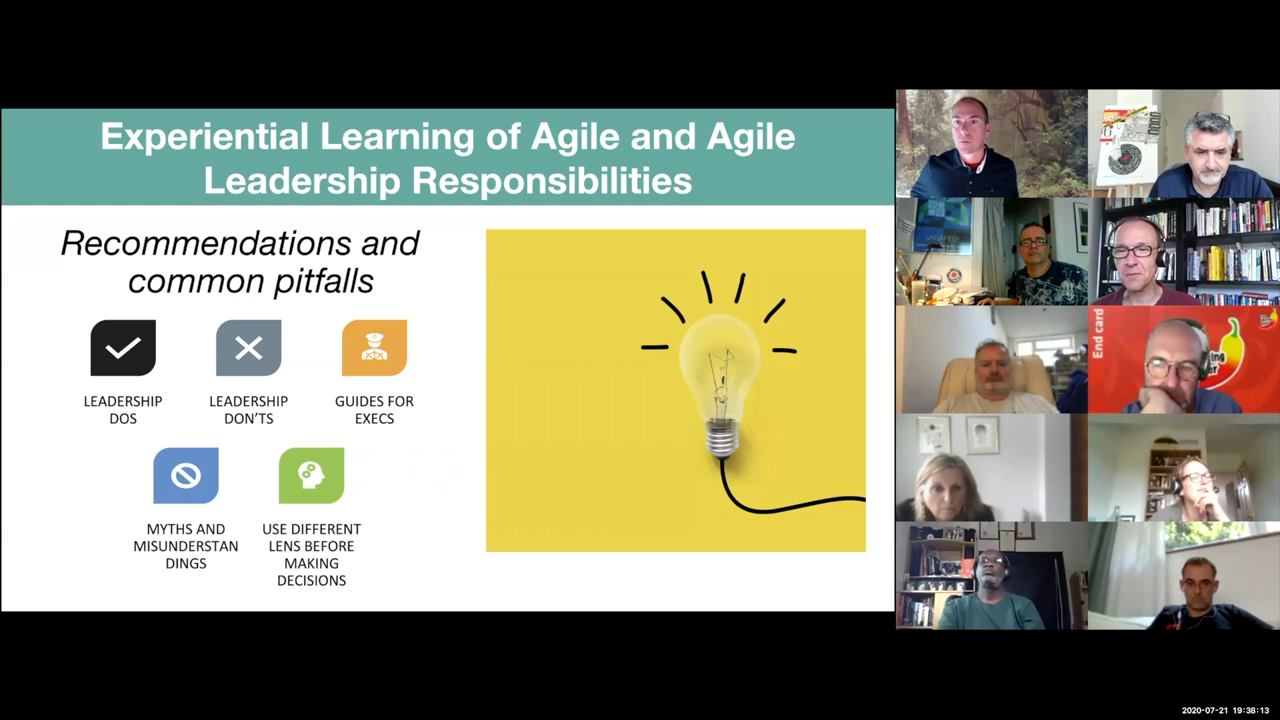 Experiential Learning of Agile and Agile
Leadership Responsibilities
Recommendations and
common pitfalls
LEADERSHIP
DOS
LEADERSHIP
DON'TS
GUIDES FOR
EXECS
MYTHS AND
MISUNDERSTAN
DINGS
USE DIFFERENT
LENS BEFORE
MAKING
DECISIONS
End card
2020-07-21 19:38:13